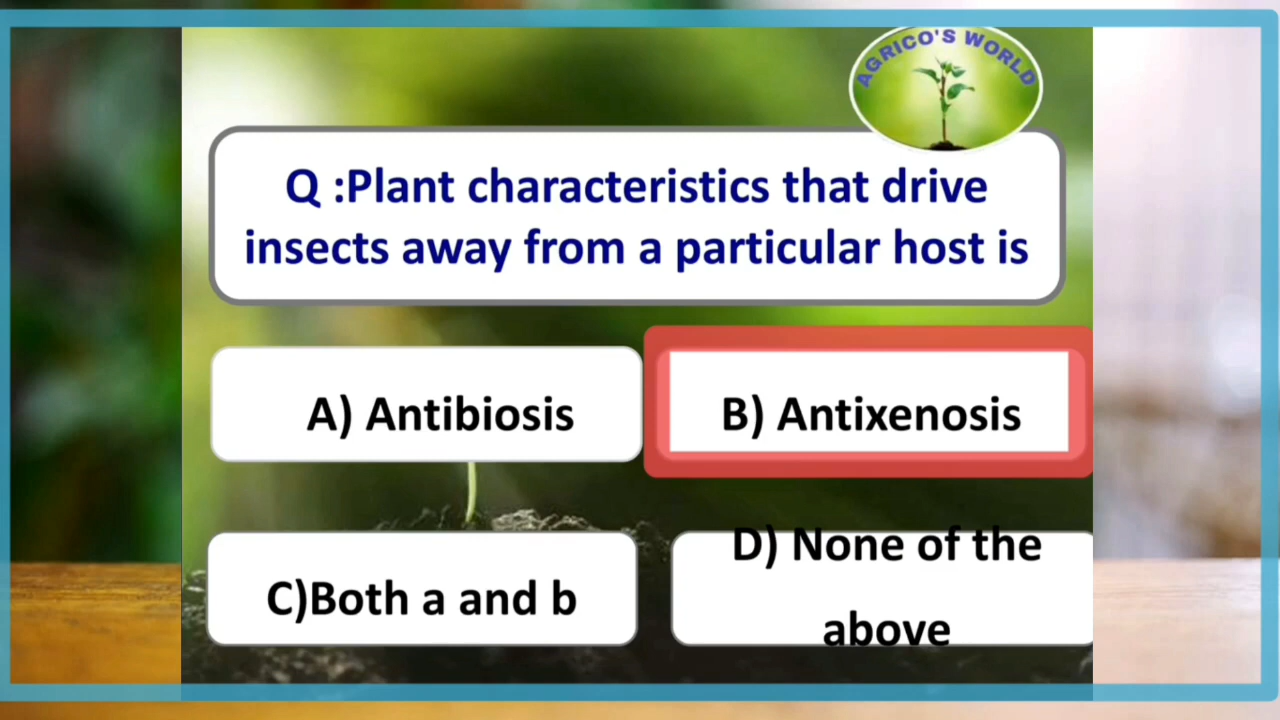 AGRICO'S WORLD
Q :Plant characteristics that drive
insects away from a particular host is
A) Antibiosis
B) Antixenosis
C)Both a and b
D) None of the
above